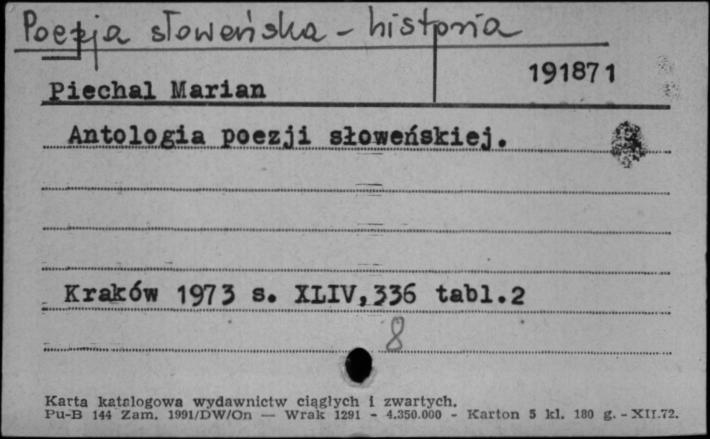 Poezja słoweńska - historia
191871
Piechal Marian
Antologia poezji słoweńskiej.
Kraków 1973 s. XLIV,336 tabl.2
8
Karta katalogowa wydawnictw ciągłych i zwartych.
Pu-B 144 Zam. 1991/DW/On — Wrak 1291 - 4.350.000 - Karton 5 kl. 180 g. - XII.72.